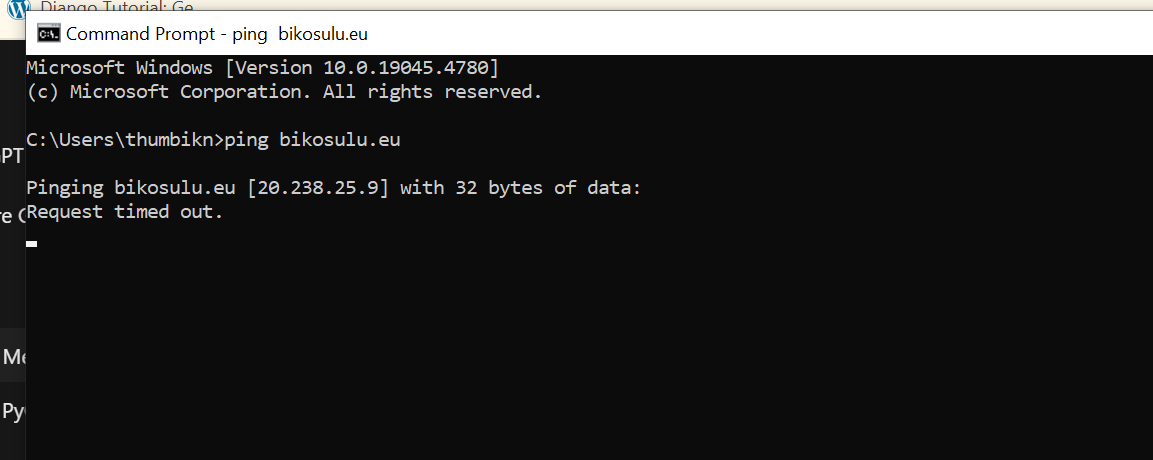 Django Tutorial: Ge
Command Prompt - ping  bikosulu.eu
Microsoft Windows [Version 10.0.19045.4780]
(c) Microsoft Corporation. All rights reserved.
C:\Users\thumbikn>ping bikosulu.eu
PT
Pinging bikosulu.eu [20.238.25.9] with 32 bytes of data:
re
Request timed out.
Me
Py